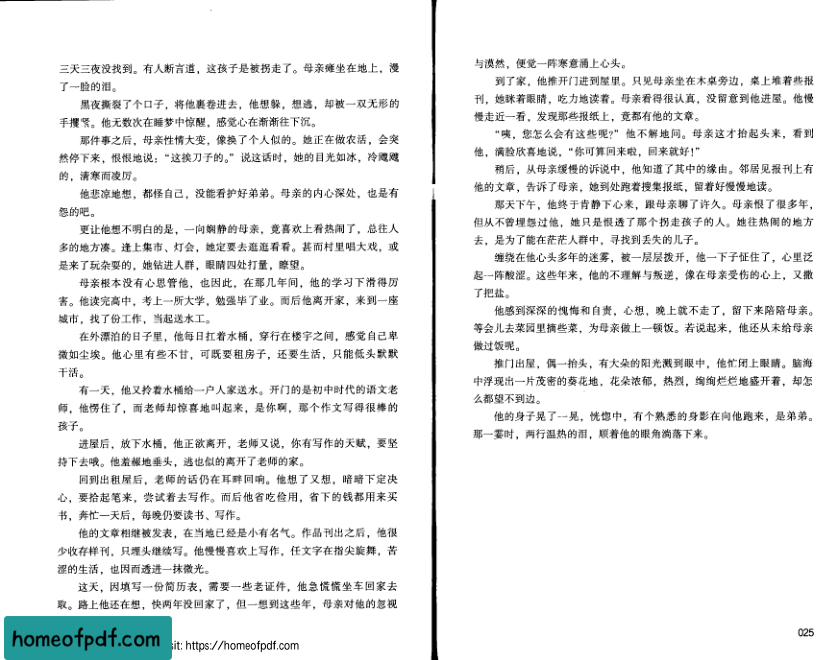 三天三夜没找到。有人断言道，这孩子是被拐走了。母亲瘫坐在地上，漫
了一脸的泪。
黑夜撕裂了个口子，将他裹卷进去，他想躲，想逃，却被一双无形的
手攫紧。他无数次在睡梦中惊醒，感觉心在渐渐往下沉。
那件事之后，母亲性情大变，像换了个人似的。她正在做农活，会突
然停下来，恨恨地说：“这挨刀子的。”说这话时，她的目光如冰，冷飕飕
的，清寒而凌厉。
他悲凉地想，都怪自己，没能看护好弟弟。母亲的内心深处，也是有
怨的吧。
更让他想不明白的是，一向娴静的母亲，竟喜欢上看热闹了，总往人
多的地方凑。逢上集市、灯会，她定要去逛逛看看。甚而村里唱大戏，或
是来了玩杂耍的，她钻进人群，眼睛四处打量，瞭望。
母亲根本没有心思管他，也因此，在那几年间，他的学习下滑得厉
害。他读完高中，考上一所大学，勉强毕了业。而后他离开家，来到一座
城市，找了份工作，当起送水工。
在外漂泊的日子里，他每日扛着水桶，穿行在楼宇之间，感觉自己卑
微如尘埃。他心里有些不甘，可既要租房子，还要生活，只能低头默默
干活。
有一天，他又拎着水桶给一户人家送水。开门的是初中时代的语文老
师，他愣住了，而老师却惊喜地叫起来，是你啊，那个作文写得很棒的
孩子。
进屋后，放下水桶，他正欲离开，老师又说，你有写作的天赋，要坚
持下去哦。他羞赧地垂头，逃也似的离开了老师的家。
回到出租屋后，老师的话仍在耳畔回响。他想了又想，暗暗下定决
心，要拾起笔来，尝试着去写作。而后他省吃俭用，省下的钱都用来买
书，奔忙一天后，每晚仍要读书、写作。
他的文章相继被发表，在当地已经是小有名气。作品刊出之后，他很
少收存样刊，只埋头继续写。他慢慢喜欢上写作，任文字在指尖旋舞，苦
涩的生活，也因而透进一抹微光。
这天，因填写一份简历表，需要一些老证件，他急慌慌坐车回家去
取。路上他还在想，快两年没回家了，但一想到这些年，母亲对他的忽视
与漠然，便觉一阵寒意涌上心头。
到了家，他推开门进到屋里。只见母亲坐在木桌旁边，桌上堆着些报
刊，她眯着眼睛，吃力地读着。母亲看得很认真，没留意到他进屋。他慢
慢走近一看，发现那些报纸上，竟都有他的文章。
“咦，您怎么会有这些呢？”他不解地问。母亲这才抬起头来，看到
他，满脸欣喜地说，“你可算回来啦，回来就好！”
稍后，从母亲缓慢的诉说中，他知道了其中的缘由。邻居见报刊上有
他的文章，告诉了母亲，她到处跑着搜集报纸，留着好慢慢地读。
那天下午，他终于肯静下心来，跟母亲聊了许久。母亲恨了很多年，
但从不曾埋怨过他，她只是恨透了那个拐走孩子的人。她往热闹的地方
去，是为了能在茫茫人群中，寻找到丢失的儿子。
缠绕在他心头多年的迷雾，被一层层拨开，他一下子怔住了，心里泛
起一阵酸涩。这些年来，他的不理解与叛逆，像在母亲受伤的心上，又撒
了把盐。
他感到深深的愧悔和自责，心想，晚上就不走了，留下来陪陪母亲。
等会儿去菜园里摘些菜，为母亲做上一顿饭。若说起来，他还从未给母亲
做过饭呢。
推门出屋，偶一抬头，有大朵的阳光溅到眼中，他忙闭上眼睛。脑海
中浮现出一片茂密的葵花地，花朵浓郁，热烈，绚绚烂烂地盛开着，却怎
么都望不到边。
他的身子晃了一晃，恍惚中，有个熟悉的身影在向他跑来，是弟弟。
那一霎时，两行温热的泪，顺着他的眼角淌落下来。
025
homeofpdf.com
sit: https://homeofpdf.com